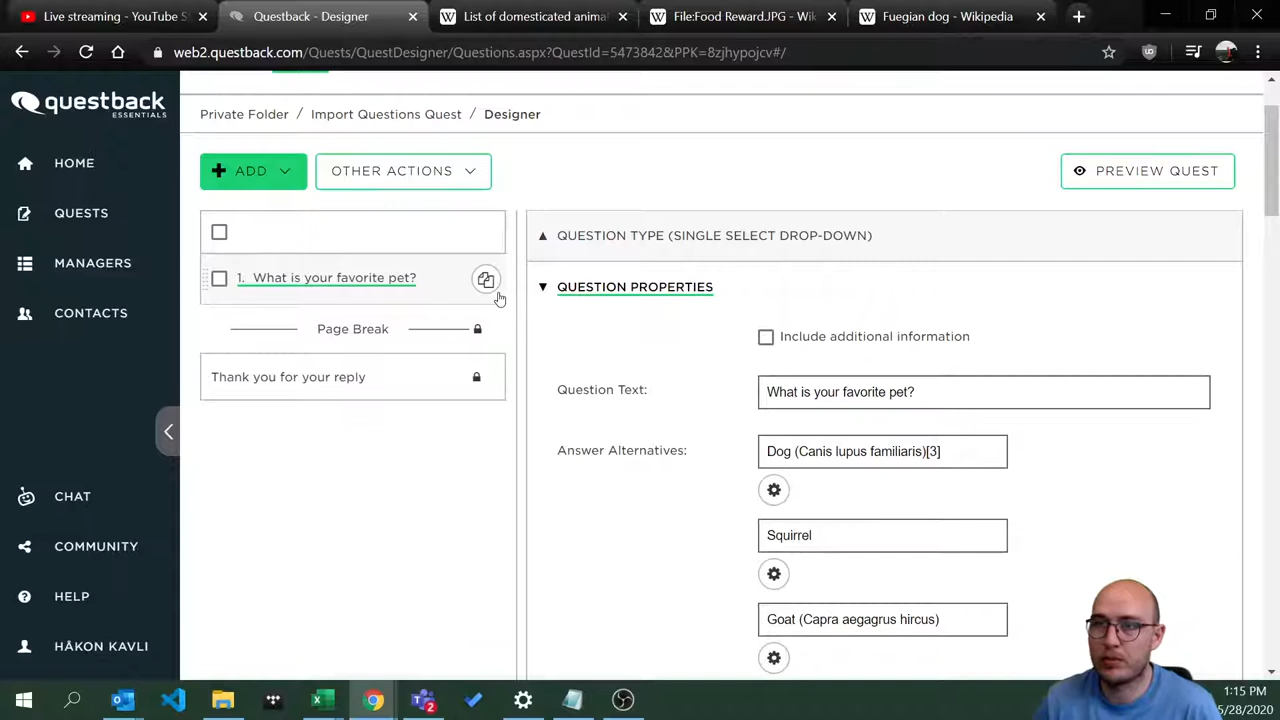 Live streaming - YouTube S
Questback - Designer
List of domesticated anima
File:Food Reward.JPG - Wik
Fuegian dog - Wikipedia
web2.questback.com/Quests/QuestDesigner/Questions.aspx?QuestId=5473842&PPK=8zjhypojcv#/
questback
ESSENTIALS
HOME
QUESTS
MANAGERS
CONTACTS
CHAT
COMMUNITY
HELP
HÅKON KAVLI
Private Folder / Import Questions Quest / Designer
ADD
OTHER ACTIONS
PREVIEW QUEST
1. What is your favorite pet?
Page Break
Thank you for your reply
QUESTION TYPE (SINGLE SELECT DROP-DOWN)
QUESTION PROPERTIES
Include additional information
Question Text:
What is your favorite pet?
Answer Alternatives:
Dog (Canis lupus familiaris)[3]
Squirrel
Goat (Capra aegagrus hircus)
1:15 PM
5/28/2020